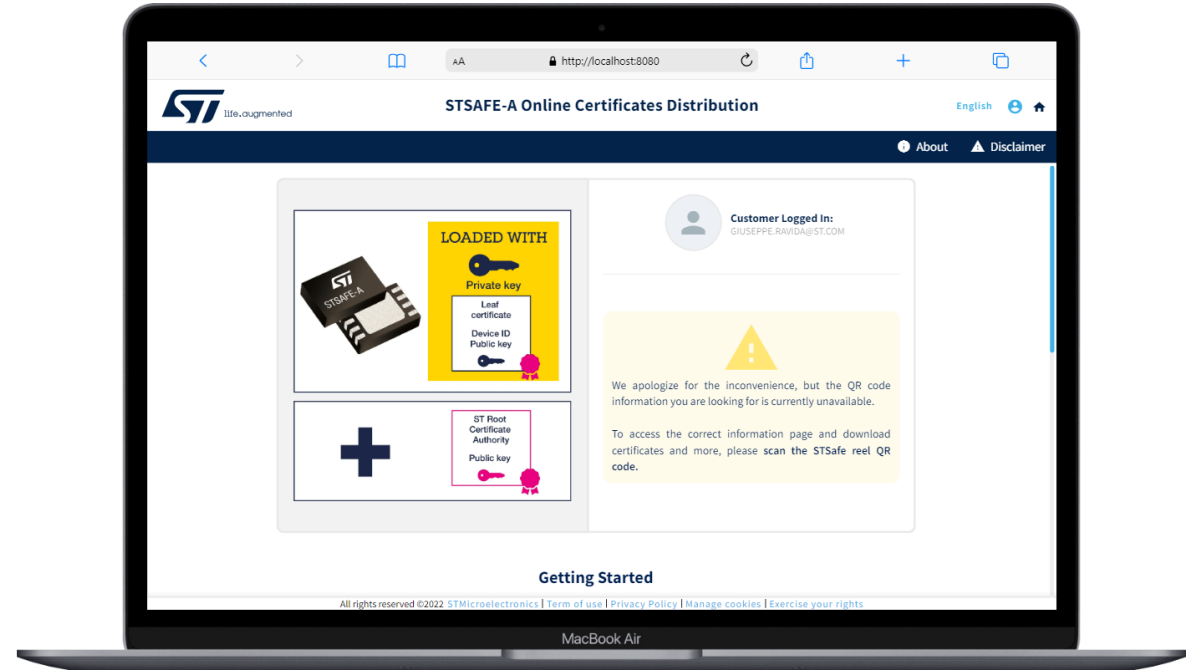 AA
http://localhost:8080
ST
life.augmented
STSAFE-A Online Certificates Distribution
English
About
Disclaimer
ST
STSAFE-A
LOADED WITH
Private key
Leaf
certificate
Device ID
Public key
ST Root
Certificate
Authority
Public key
Customer Logged In:
GIUSEPPE.RAVIDA@ST.COM
We apologize for the inconvenience, but the QR code
information you are looking for is currently unavailable.
To access the correct information page and download
certificates and more, please scan the STSafe reel QR
code.
Getting Started
All rights reserved ©2022 STMicroelectronics | Term of use | Privacy Policy | Manage cookies | Exercise your rights
MacBook Air